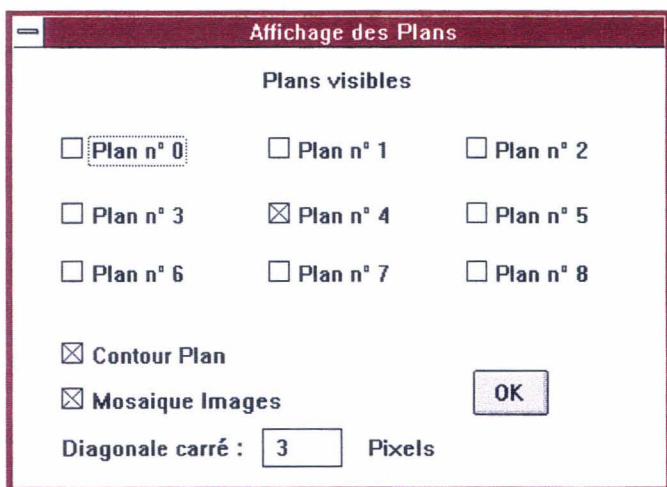 Affichage des Plans
Plans visibles
Plan n° 0 Plan n° 1 Plan n° 2
Plan n° 3 Plan n° 4 Plan n° 5
Plan n° 6 Plan n° 7 Plan n° 8
Contour Plan
Mosaique Images
OK
Diagonale carré : 3 Pixels